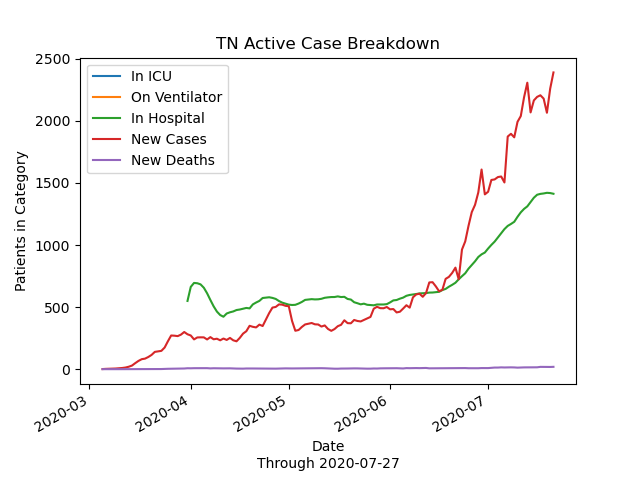 TN Active Case Breakdown
In ICU
On Ventilator
In Hospital
New Cases
New Deaths
Patients in Category
2500
2000
1500
1000
500
0
2020-03
2020-04
2020-05
2020-06
2020-07
Date
Through 2020-07-27